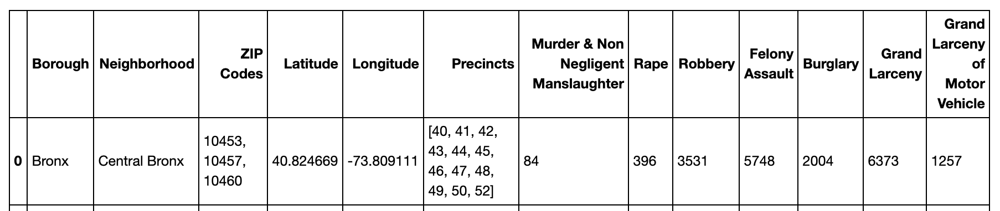 Borough Neighborhood ZIP Codes Latitude Longitude Precincts Murder & Non Negligent Manslaughter Rape Robbery Felony Assault Burglary Grand Larceny Grand Larceny of Motor Vehicle
0 Bronx Central Bronx 10453, 10457, 10460 40.824669 -73.809111 [40, 41, 42, 43, 44, 45, 46, 47, 48, 49, 50, 52] 84 396 3531 5748 2004 6373 1257